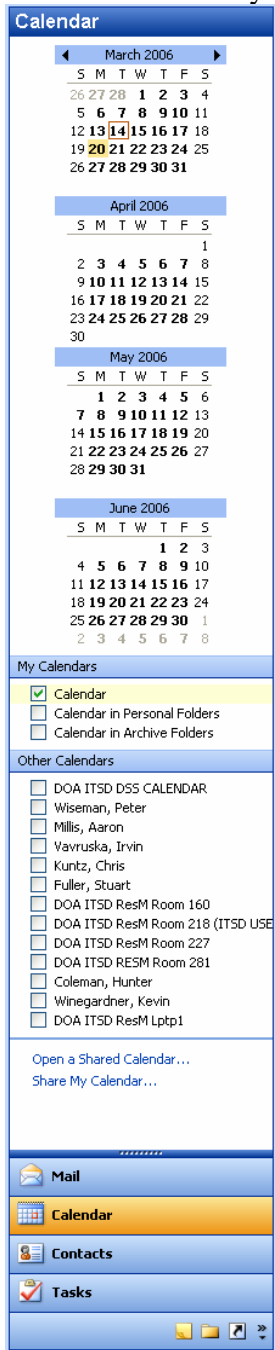 Calendar
March 2006
S M T W T F S
26 27 28 1 2 3 4
5 6 7 8 9 10 11
12 13 14 15 16 17 18
19 20 21 22 23 24 25
26 27 28 29 30 31
April 2006
S M T W T F S
1
2 3 4 5 6 7 8
9 10 11 12 13 14 15
16 17 18 19 20 21 22
23 24 25 26 27 28 29
30
May 2006
S M T W T F S
1 2 3 4 5 6
7 8 9 10 11 12 13
14 15 16 17 18 19 20
21 22 23 24 25 26 27
28 29 30 31
June 2006
S M T W T F S
1 2 3
4 5 6 7 8 9 10
11 12 13 14 15 16 17
18 19 20 21 22 23 24
25 26 27 28 29 30 1
2 3 4 5 6 7 8
My Calendars
Calendar
Calendar in Personal Folders
Calendar in Archive Folders
Other Calendars
DOA ITSD DSS CALENDAR
Wiseman, Peter
Millis, Aaron
Vavruska, Irvin
Kuntz, Chris
Fuller, Stuart
DOA ITSD ResM Room 160
DOA ITSD ResM Room 218 (ITSD USE
DOA ITSD ResM Room 227
DOA ITSD RESM Room 281
Coleman, Hunter
Winegardner, Kevin
DOA ITSD ResM Lptp1
Open a Shared Calendar...
Share My Calendar...
Mail
Calendar
Contacts
Tasks